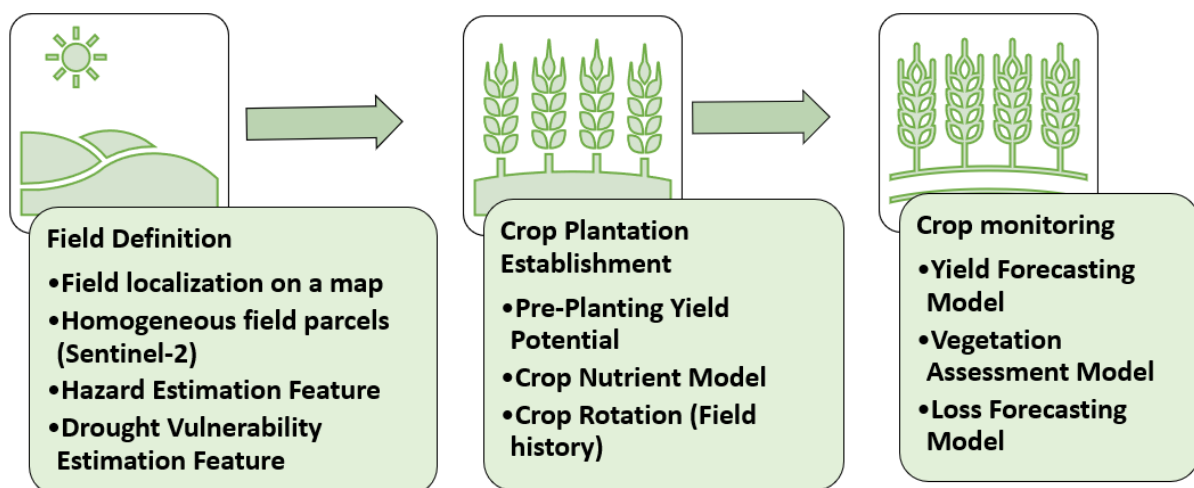 Field Definition
•Field localization on a map
•Homogeneous field parcels
(Sentinel-2)
•Hazard Estimation Feature
•Drought Vulnerability
Estimation Feature
Crop Plantation
Establishment
•Pre-Planting Yield
Potential
•Crop Nutrient Model
•Crop Rotation (Field
history)
Crop monitoring
•Yield Forecasting
Model
•Vegetation
Assessment Model
•Loss Forecasting
Model